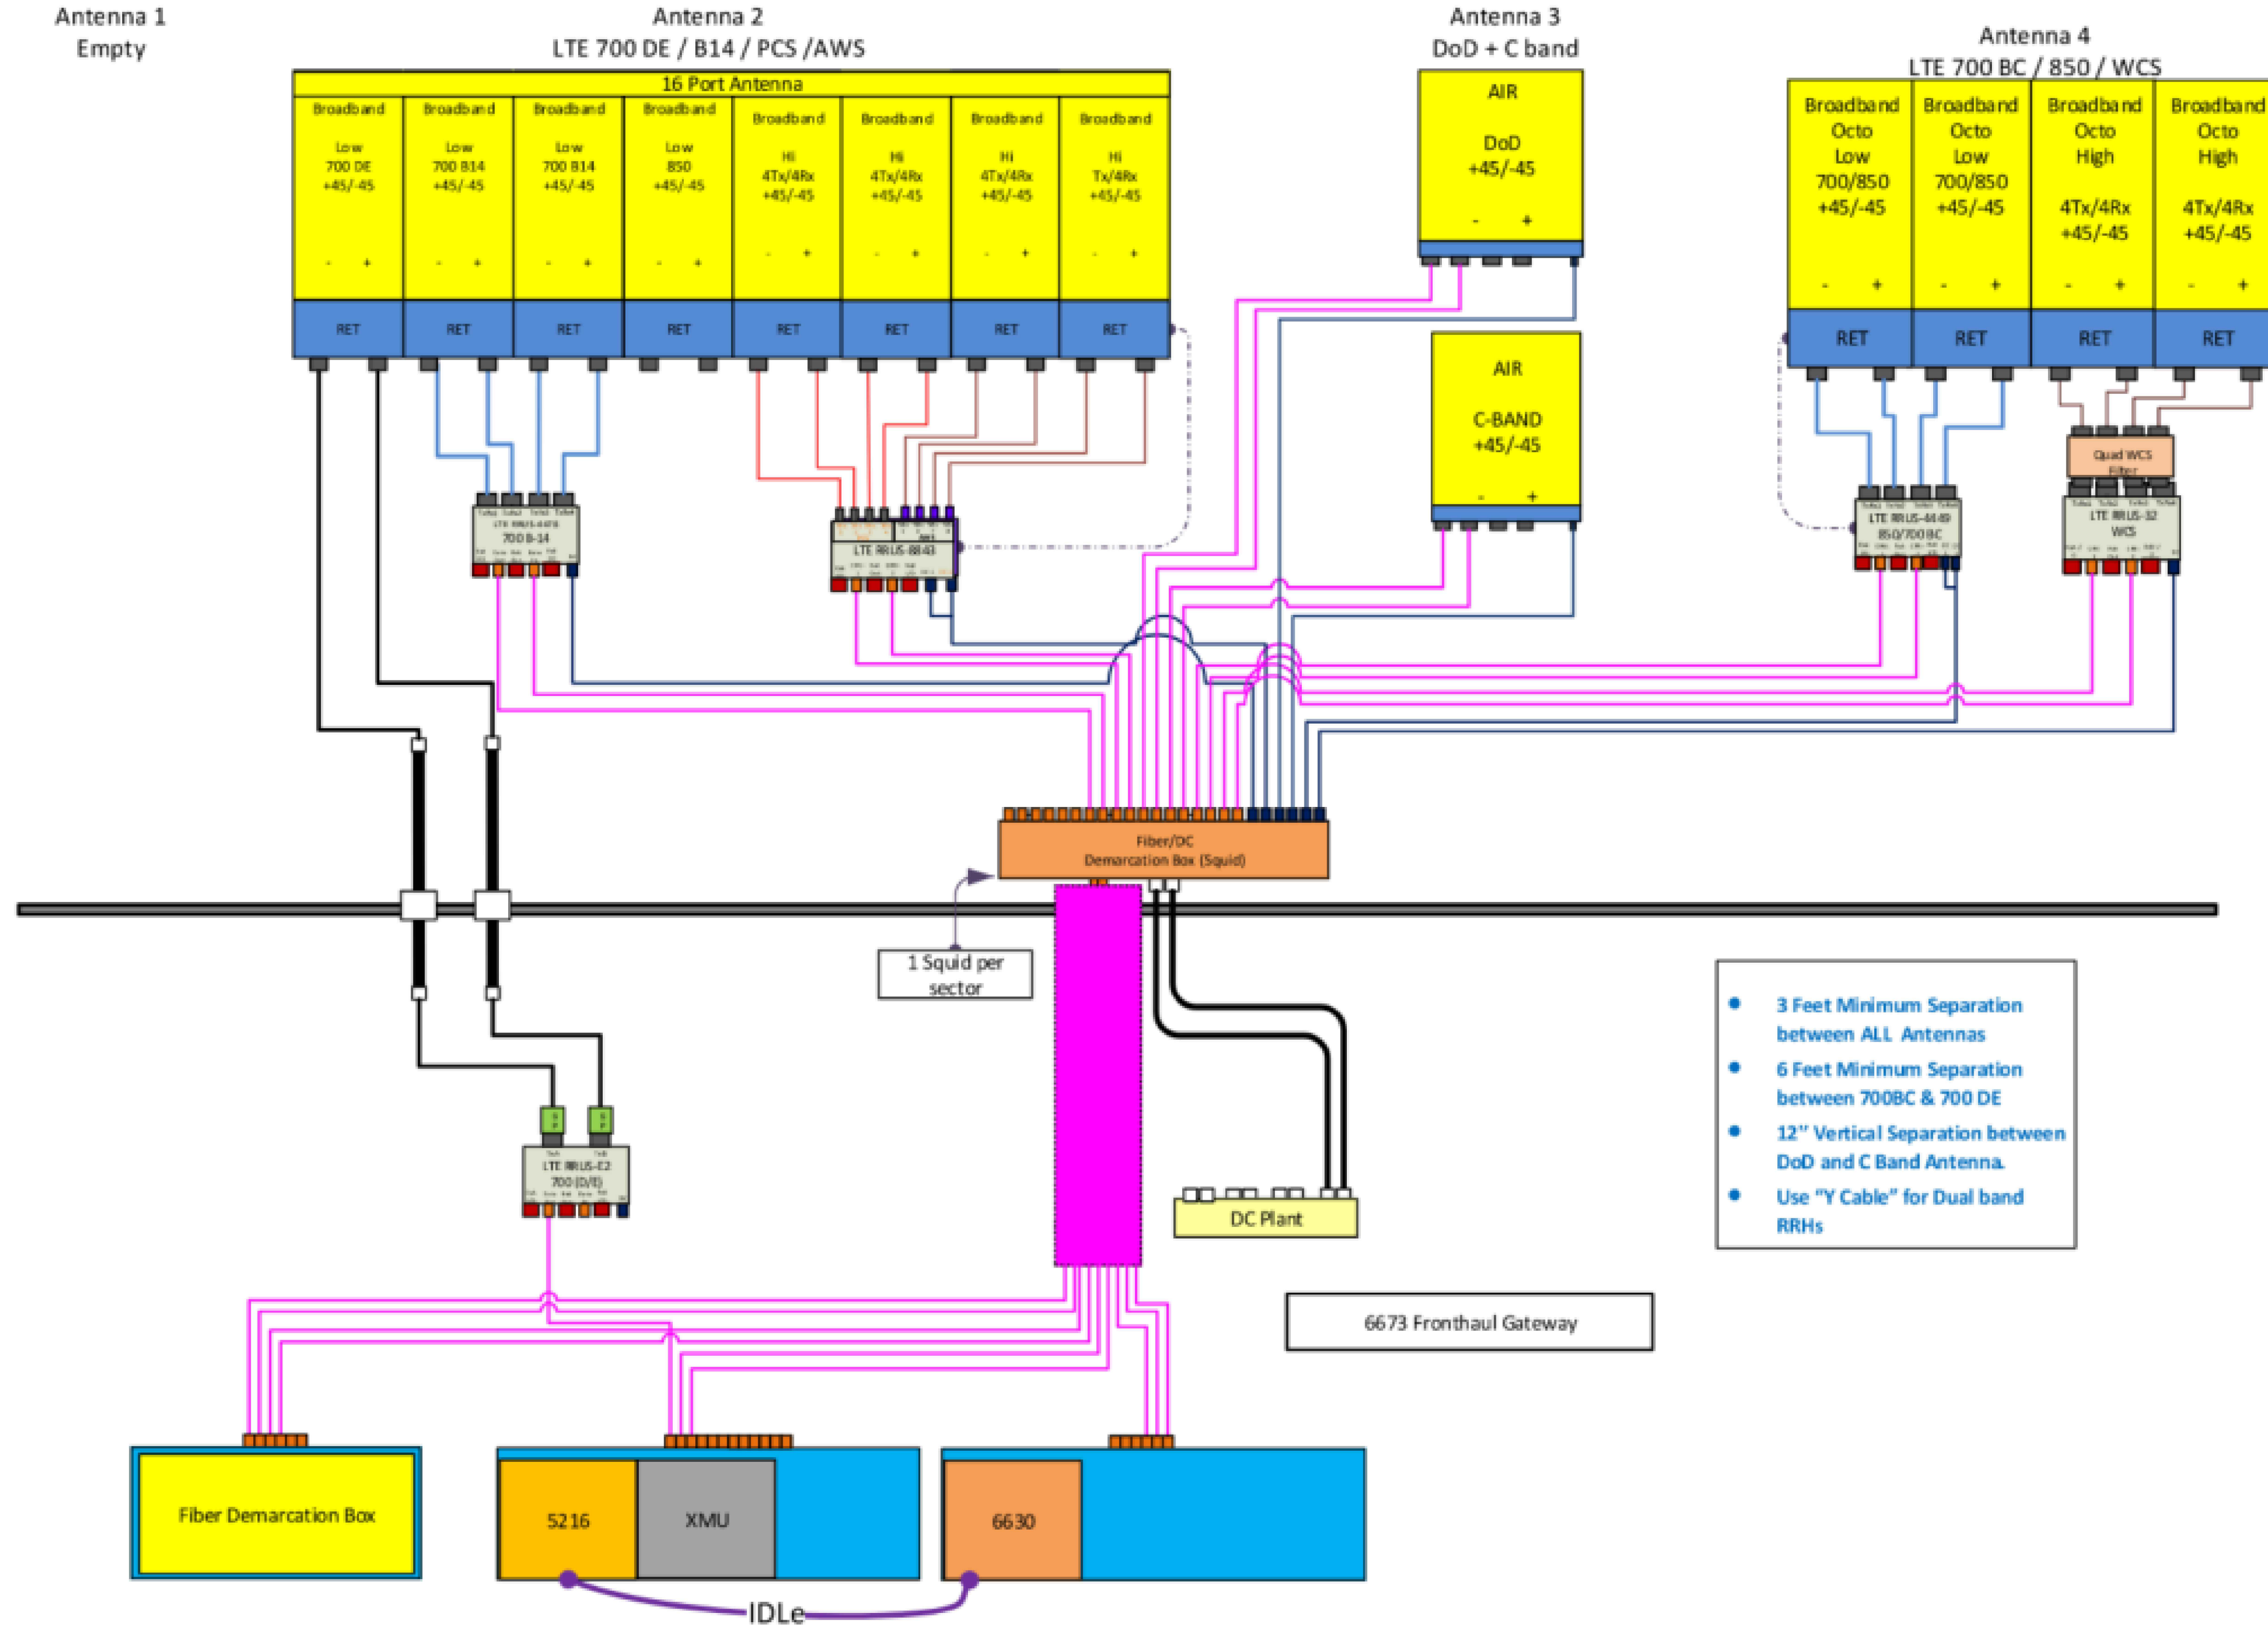 Antenna 1
Empty
Antenna 2
LTE 700 DE / B14 / PCS /AWS
Antenna 3
DoD + C band
Antenna 4
LTE 700 BC / 850 / WCS
16 Port Antenna
Broadband
Low
700 DE
+45/-45
- +
RET
Broadband
Low
700 B14
+45/-45
- +
RET
Broadband
Low
700 B14
+45/-45
- +
RET
Broadband
Low
850
+45/-45
- +
RET
Broadband
Hi
4Tx/4Rx
+45/-45
- +
RET
Broadband
Hi
4Tx/4Rx
+45/-45
- +
RET
Broadband
Hi
4Tx/4Rx
+45/-45
- +
RET
Broadband
Hi
Tx/4Rx
+45/-45
- +
RET
AIR
DoD
+45/-45
- +
AIR
C-BAND
+45/-45
- +
Broadband
Octo
Low
700/850
+45/-45
- +
RET
Broadband
Octo
Low
700/850
+45/-45
- +
RET
Broadband
Octo
High
4Tx/4Rx
+45/-45
- +
RET
Broadband
Octo
High
4Tx/4Rx
+45/-45
- +
RET
700 B-14
LTE RRUS-8843
LTE RRUS-4449
850/700 BC
Quad WCS
Filter
LTE RRUS-32
WCS
Fiber/DC
Demarcation Box (Squid)
1 Squid per
sector
LTE RRUS-E2
700 (D/E)
DC Plant
• 3 Feet Minimum Separation
between ALL Antennas
• 6 Feet Minimum Separation
between 700BC & 700 DE
• 12” Vertical Separation between
DoD and C Band Antenna.
• Use “Y Cable” for Dual band
RRHs
6673 Fronthaul Gateway
Fiber Demarcation Box
5216
XMU
6630
IDLe